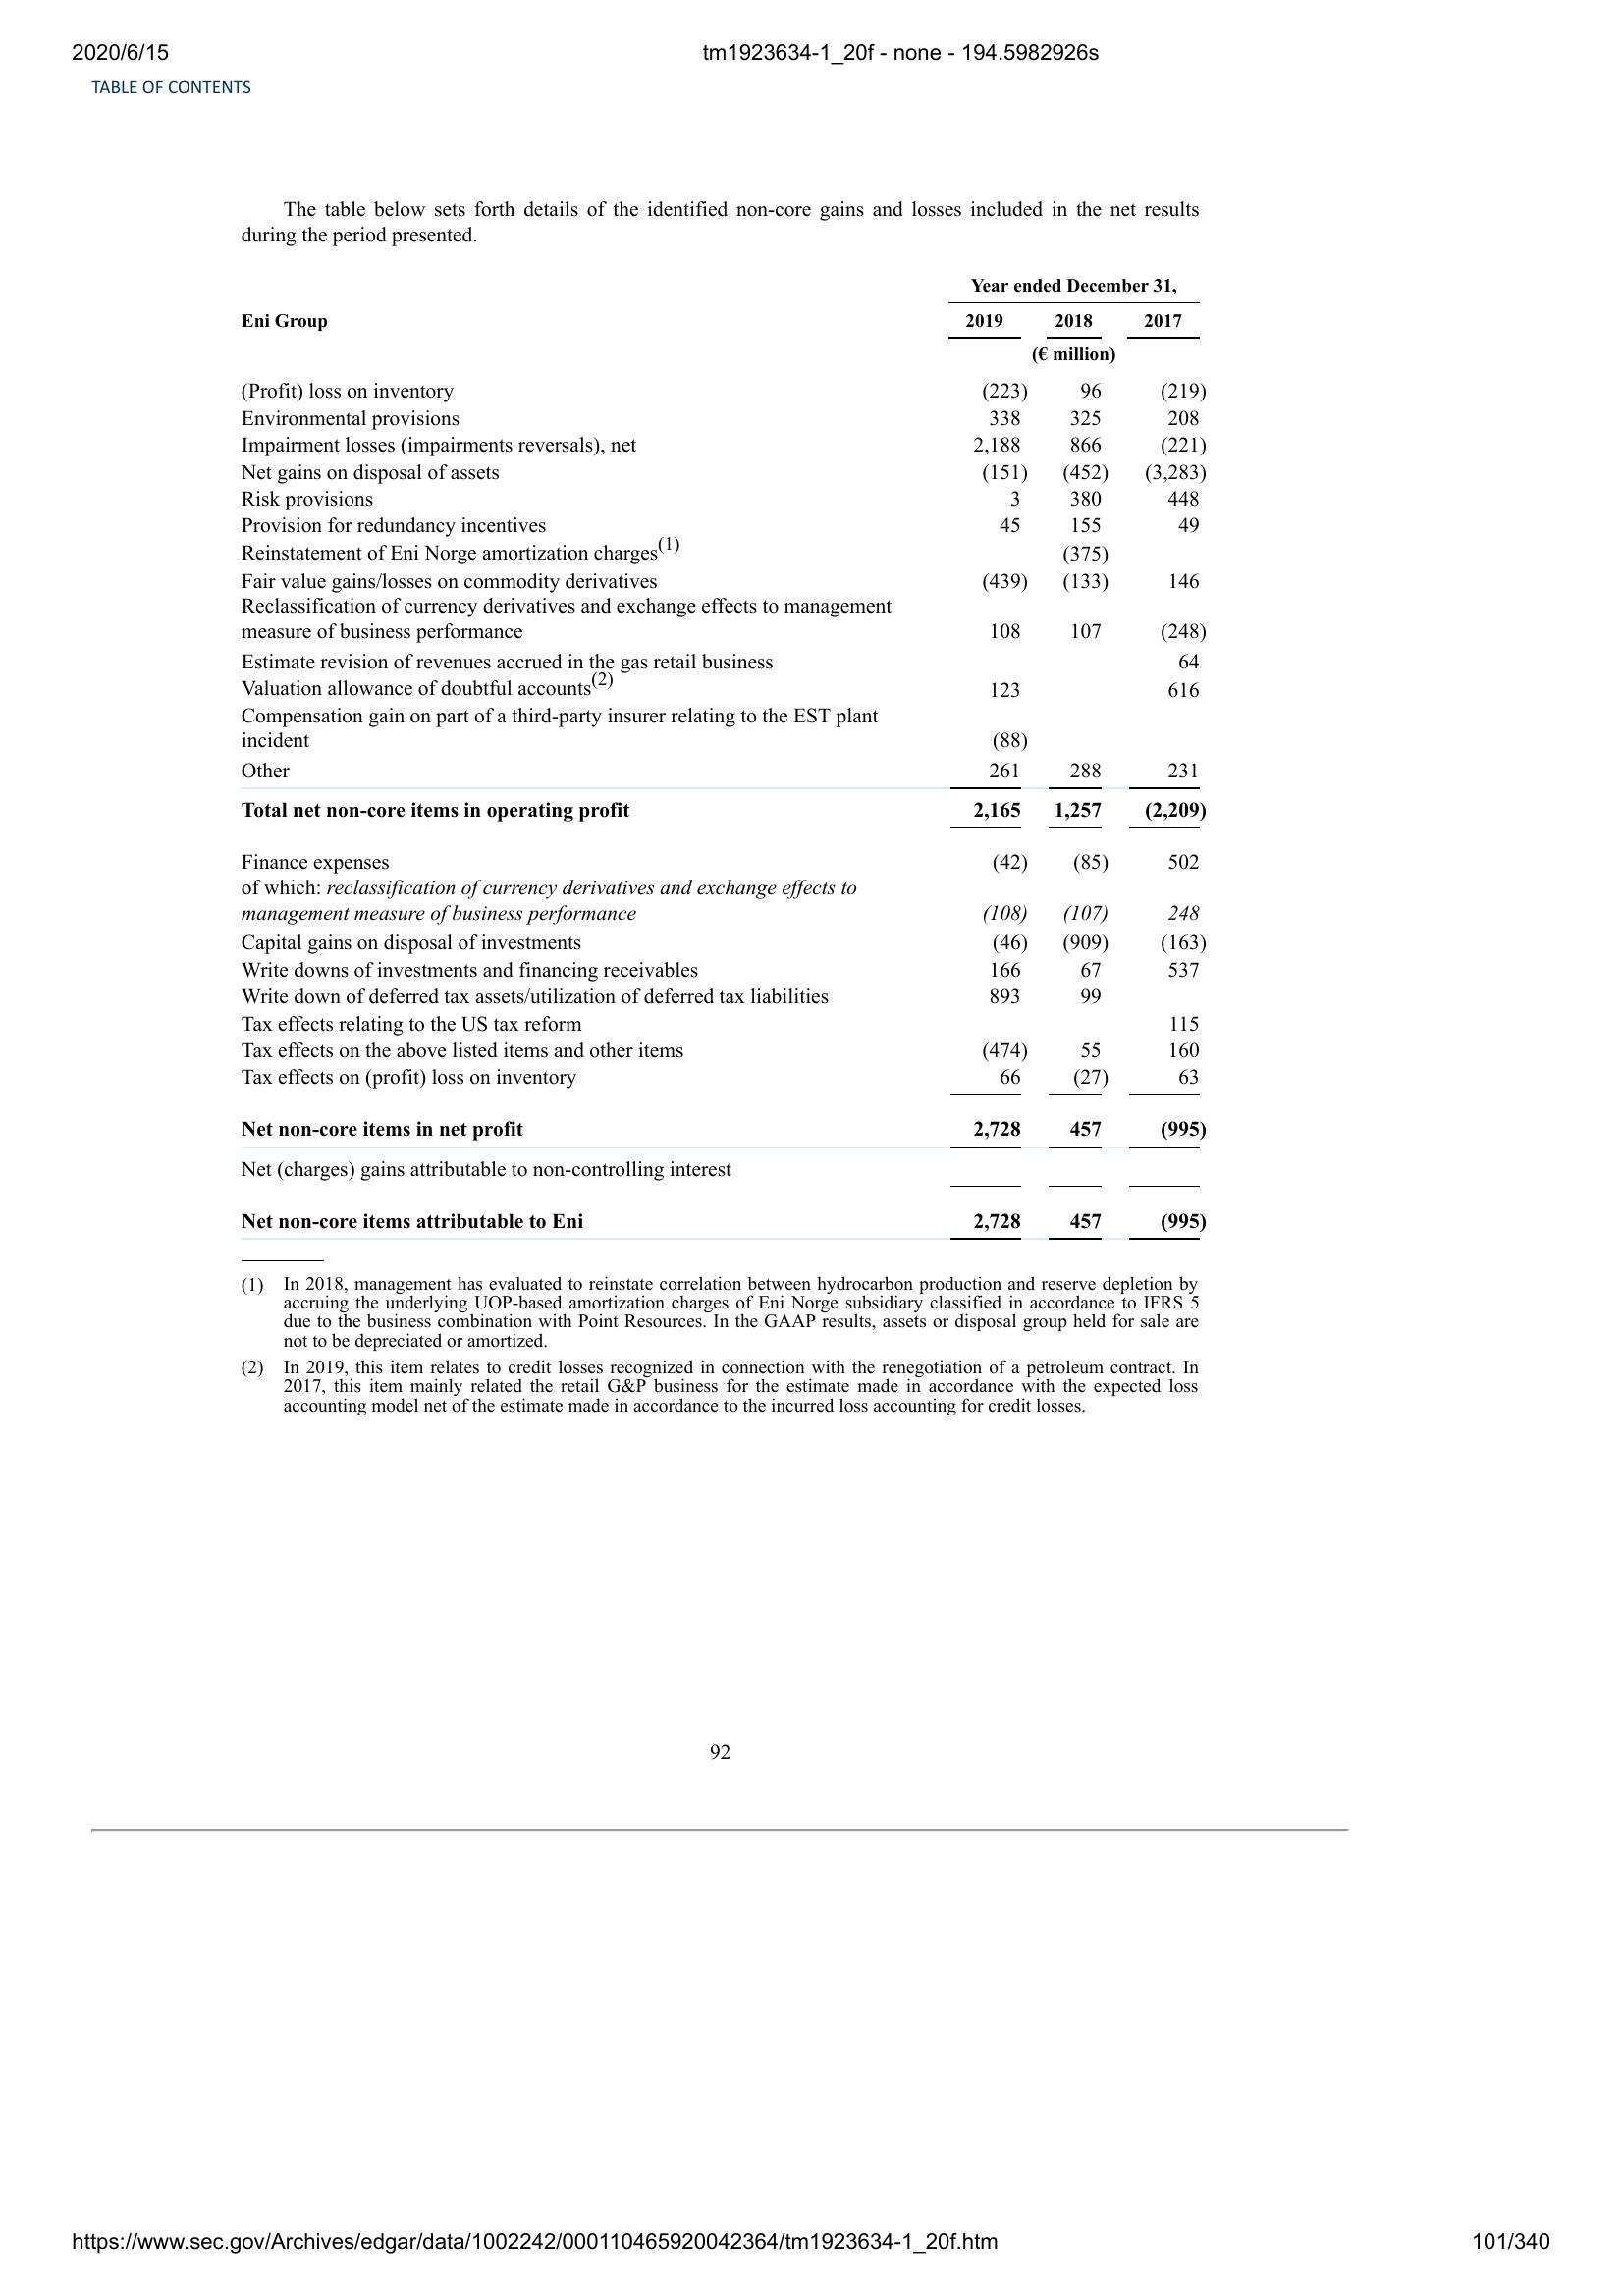 2020/6/15 tm1923634-1_20f - none - 194.5982926s
TABLE OF CONTENTS
The table below sets forth details of the identified non-core gains and losses included in the net results
during the period presented.
Year ended December 31,
Eni Group 2019 2018 2017
(€ million)
(Profit) loss on inventory (223) 96 (219)
Environmental provisions 338 325 208
Impairment losses (impairments reversals), net 2,188 866 (221)
Net gains on disposal of assets (151) (452) (3,283)
Risk provisions 3 380 448
Provision for redundancy incentives 45 155 49
Reinstatement of Eni Norge amortization charges(1) (375)
Fair value gains/losses on commodity derivatives (439) (133) 146
Reclassification of currency derivatives and exchange effects to management
measure of business performance 108 107 (248)
Estimate revision of revenues accrued in the gas retail business 64
Valuation allowance of doubtful accounts(2) 123 616
Compensation gain on part of a third-party insurer relating to the EST plant
incident (88)
Other 261 288 231
Total net non-core items in operating profit 2,165 1,257 (2,209)
Finance expenses (42) (85) 502
of which: reclassification of currency derivatives and exchange effects to
management measure of business performance (108) (107) 248
Capital gains on disposal of investments (46) (909) (163)
Write downs of investments and financing receivables 166 67 537
Write down of deferred tax assets/utilization of deferred tax liabilities 893 99
Tax effects relating to the US tax reform 115
Tax effects on the above listed items and other items (474) 55 160
Tax effects on (profit) loss on inventory 66 (27) 63
Net non-core items in net profit 2,728 457 (995)
Net (charges) gains attributable to non-controlling interest
Net non-core items attributable to Eni 2,728 457 (995)
(1) In 2018, management has evaluated to reinstate correlation between hydrocarbon production and reserve depletion by
accruing the underlying UOP-based amortization charges of Eni Norge subsidiary classified in accordance to IFRS 5
due to the business combination with Point Resources. In the GAAP results, assets or disposal group held for sale are
not to be depreciated or amortized.
(2) In 2019, this item relates to credit losses recognized in connection with the renegotiation of a petroleum contract. In
2017, this item mainly related the retail G&P business for the estimate made in accordance with the expected loss
accounting model net of the estimate made in accordance to the incurred loss accounting for credit losses.
92
https://www.sec.gov/Archives/edgar/data/1002242/000110465920042364/tm1923634-1_20f.htm 101/340